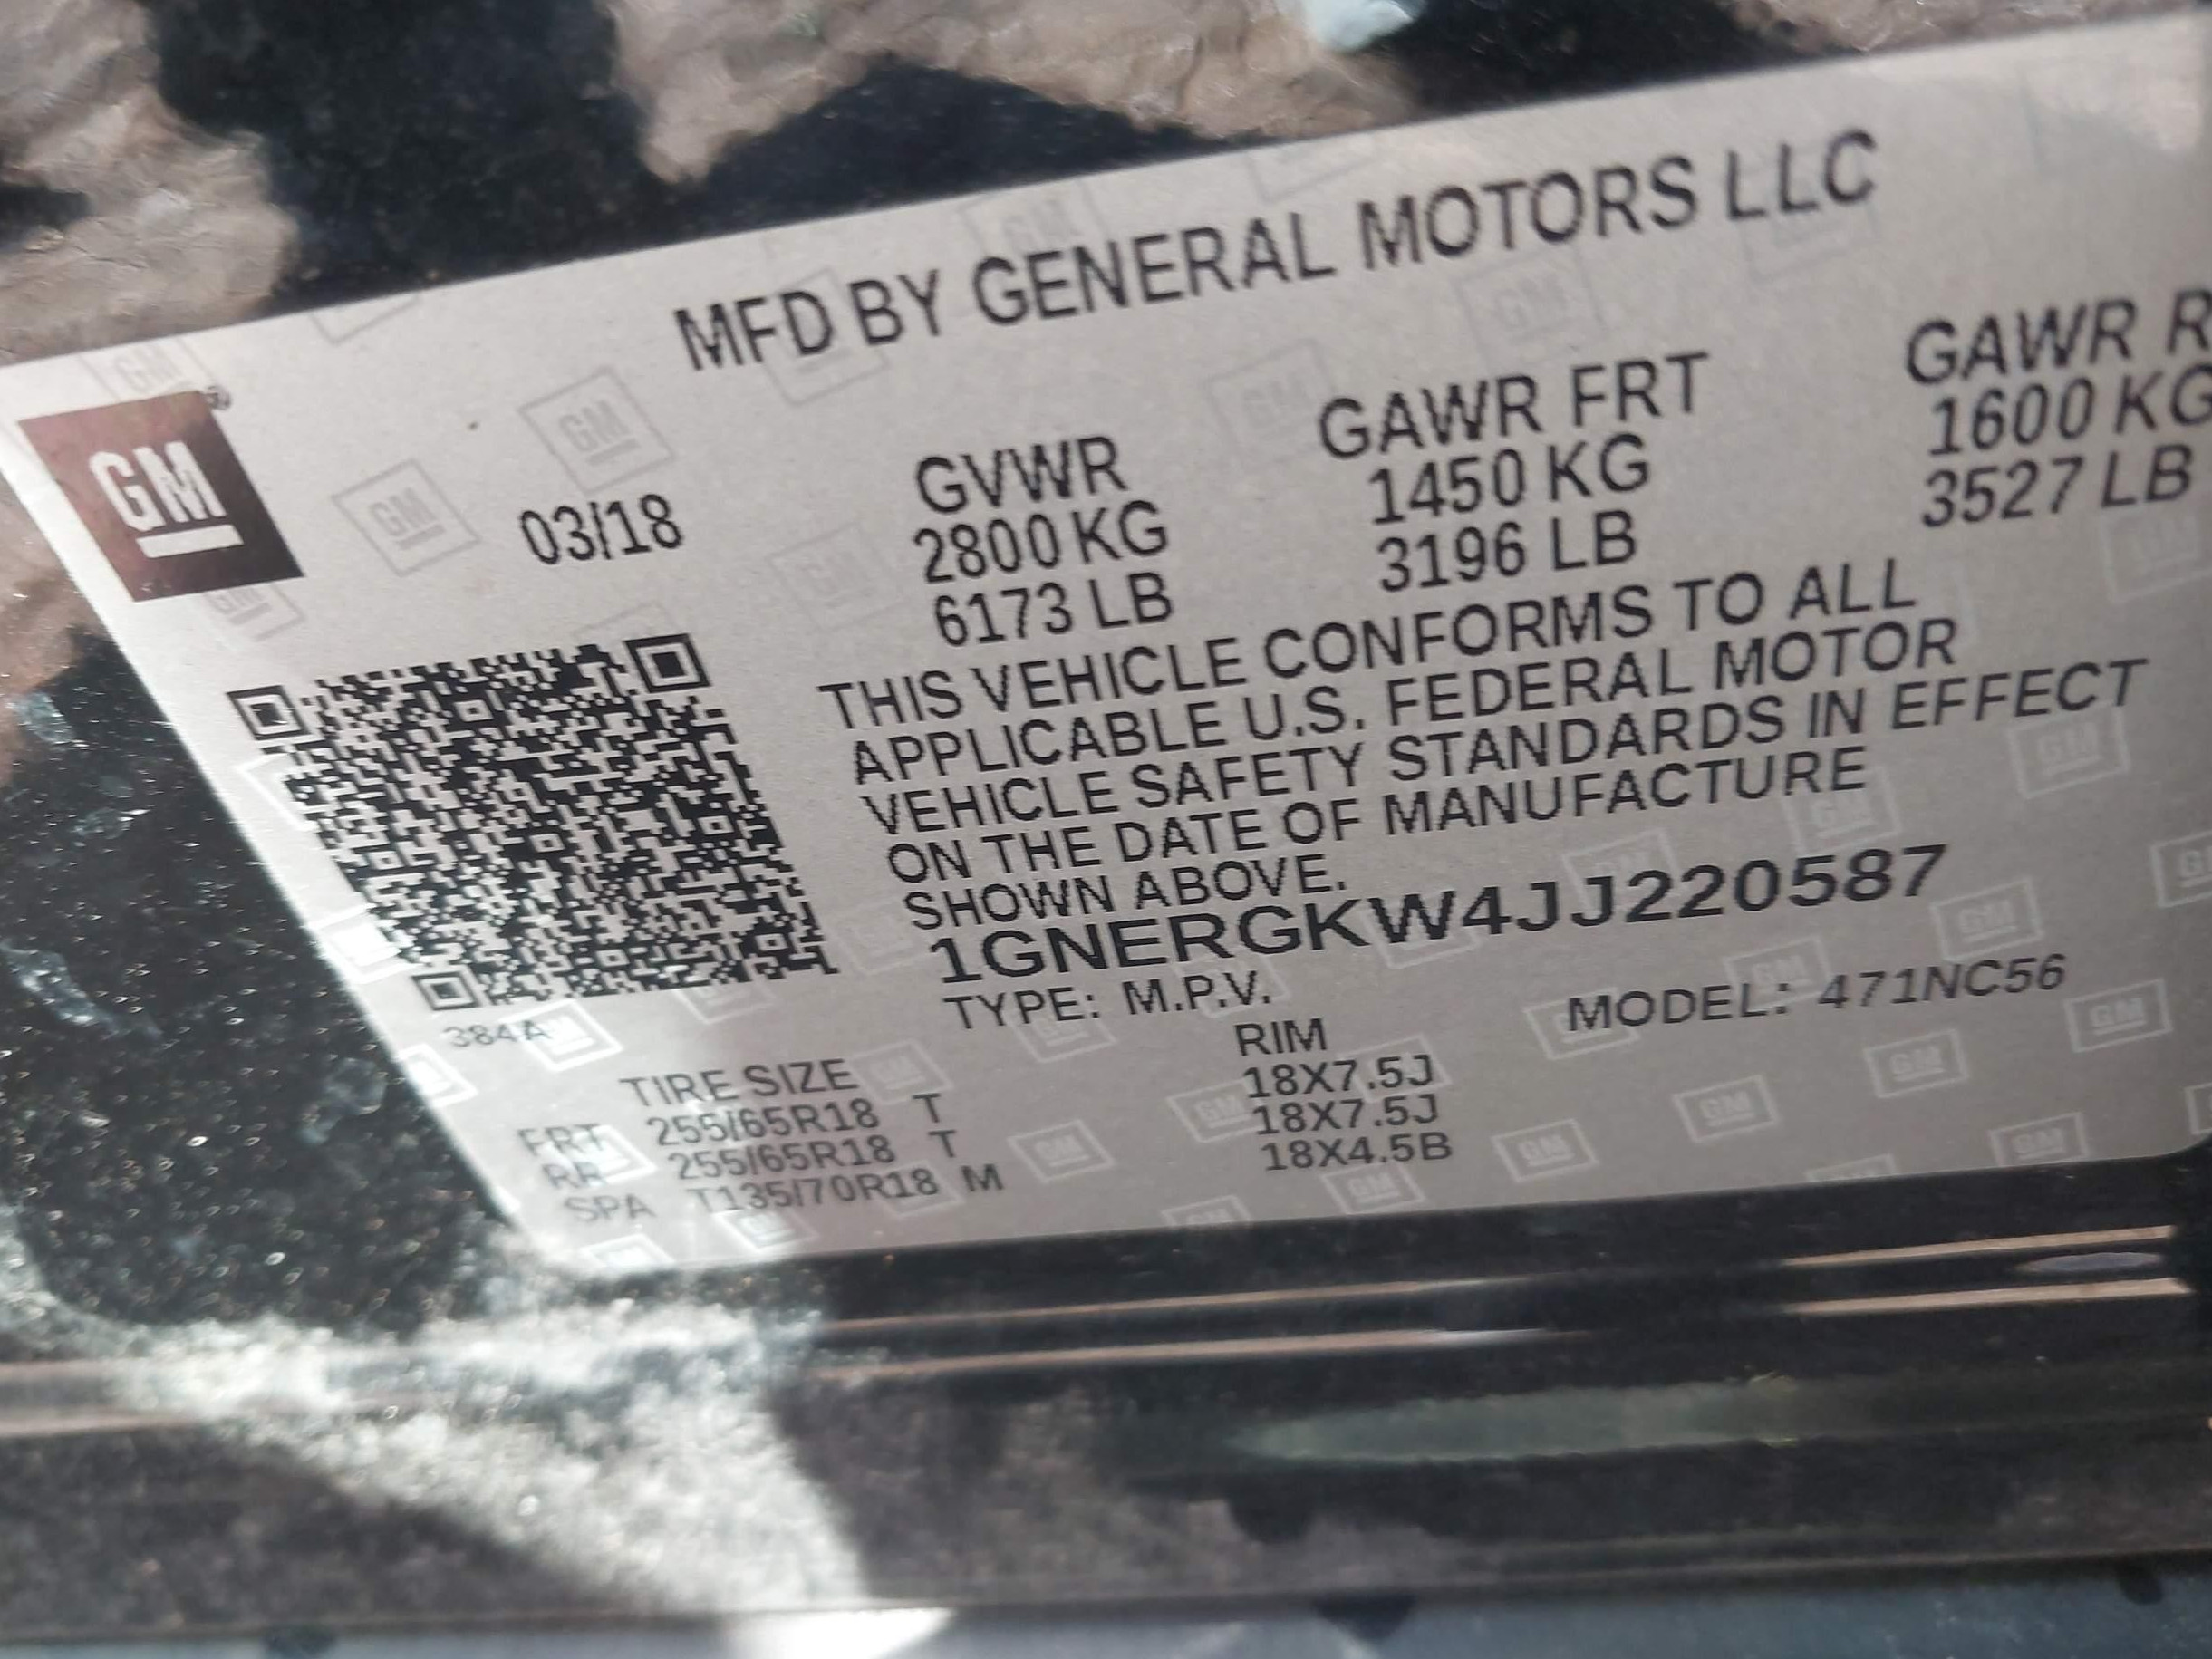 MFD BY GENERAL MOTORS LLC
GM
03/18
GVWR
2800 KG
6173 LB
GAWR FRT
1450 KG
3196 LB
GAWR R
1600 KG
3527 LB
THIS VEHICLE CONFORMS TO ALL
APPLICABLE U.S. FEDERAL MOTOR
VEHICLE SAFETY STANDARDS IN EFFECT
ON THE DATE OF MANUFACTURE
SHOWN ABOVE.
1GNERGKW4JJ220587
TYPE: M.P.V.
MODEL: 471NC56
384A
TIRE SIZE RIM
FRT 255/65R18 T 18X7.5J
RR 255/65R18 T 18X7.5J
SPA T135/70R18 M 18X4.5B